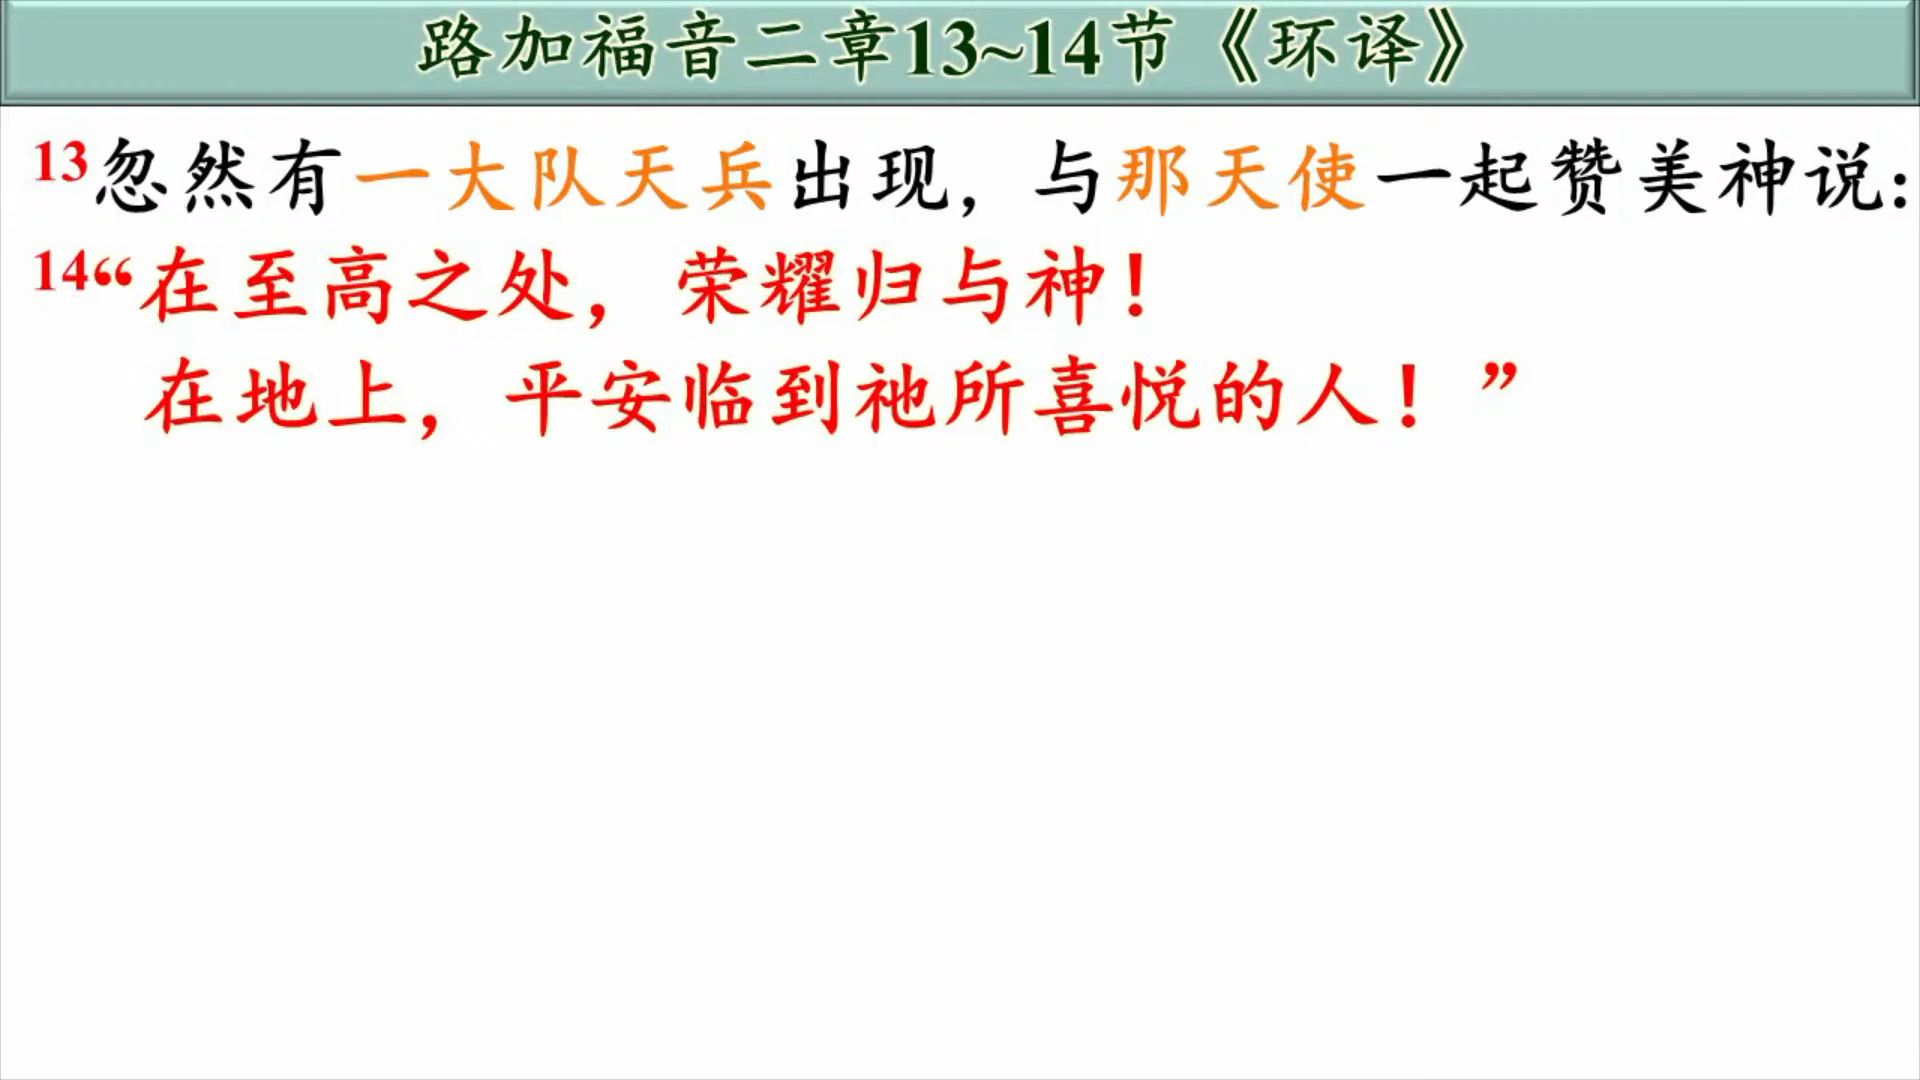 路加福音二章13~14节《环译》
13忽然有一大队天兵出现，与那天使一起赞美神说：
14“在至高之处，荣耀归与神！
在地上，平安临到祂所喜悦的人！”